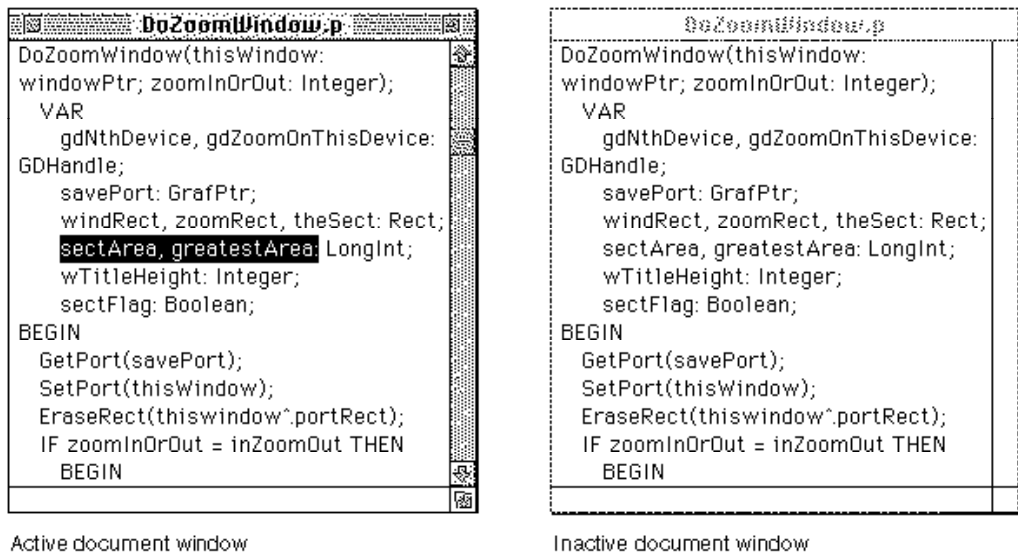 DoZoomWindow.p
DoZoomWindow(thisWindow:
windowPtr; zoomInOrOut: Integer);
VAR
gdNthDevice, gdZoomOnThisDevice:
GDHandle;
savePort: GrafPtr;
windRect, zoomRect, theSect: Rect;
sectArea, greatestArea: LongInt;
wTitleHeight: Integer;
sectFlag: Boolean;
BEGIN
GetPort(savePort);
SetPort(thisWindow);
EraseRect(thiswindow^.portRect);
IF zoomInOrOut = inZoomOut THEN
BEGIN
Active document window
DoZoomWindow.p
DoZoomWindow(thisWindow:
windowPtr; zoomInOrOut: Integer);
VAR
gdNthDevice, gdZoomOnThisDevice:
GDHandle;
savePort: GrafPtr;
windRect, zoomRect, theSect: Rect;
sectArea, greatestArea: LongInt;
wTitleHeight: Integer;
sectFlag: Boolean;
BEGIN
GetPort(savePort);
SetPort(thisWindow);
EraseRect(thiswindow^.portRect);
IF zoomInOrOut = inZoomOut THEN
BEGIN
Inactive document window